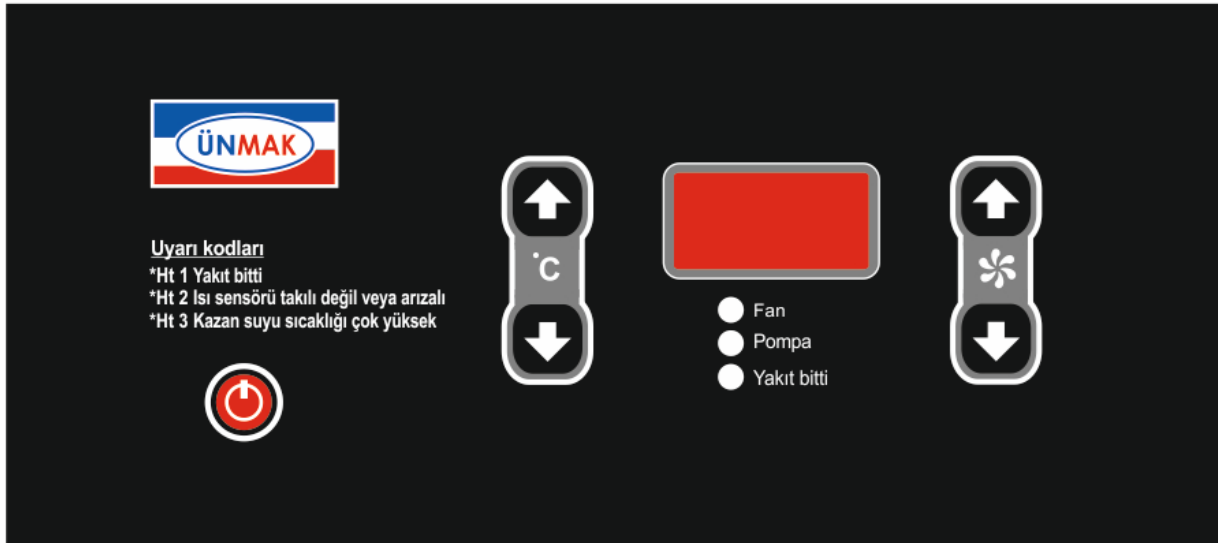 ÜNMAK
Uyarı kodları
*Ht 1 Yakıt bitti
*Ht 2 Isı sensörü takılı değil veya arızalı
*Ht 3 Kazan suyu sıcaklığı çok yüksek
°C
Fan
Pompa
Yakıt bitti